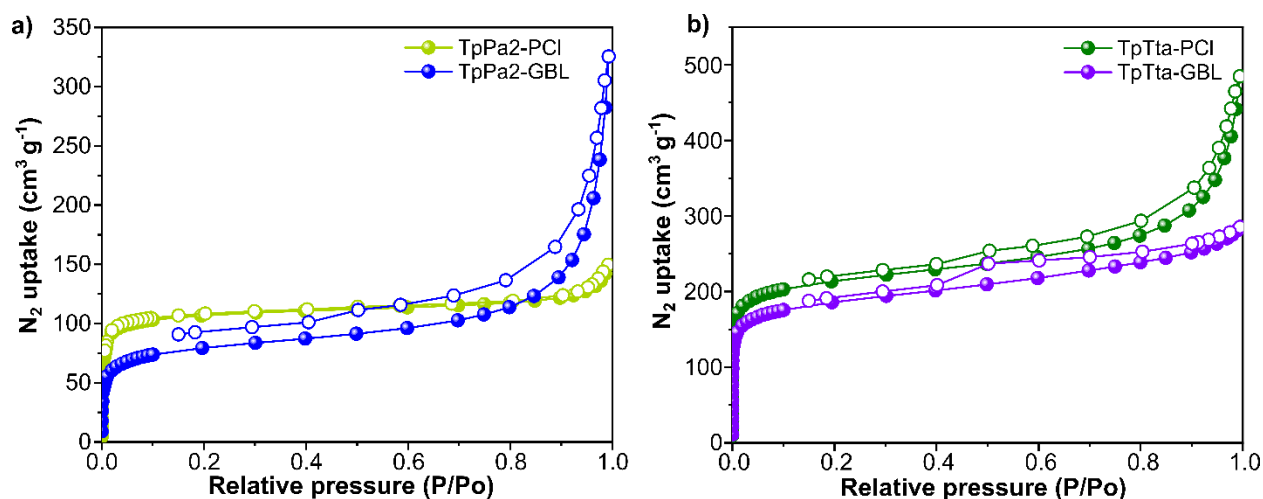 a)
TpPa2-PCl
TpPa2-GBL
N₂ uptake (cm³ g⁻¹)
350
300
250
200
150
100
50
0
0.0 0.2 0.4 0.6 0.8 1.0
Relative pressure (P/Po)
b)
TpTta-PCl
TpTta-GBL
N₂ uptake (cm³ g⁻¹)
500
400
300
200
100
0
0.0 0.2 0.4 0.6 0.8 1.0
Relative pressure (P/Po)